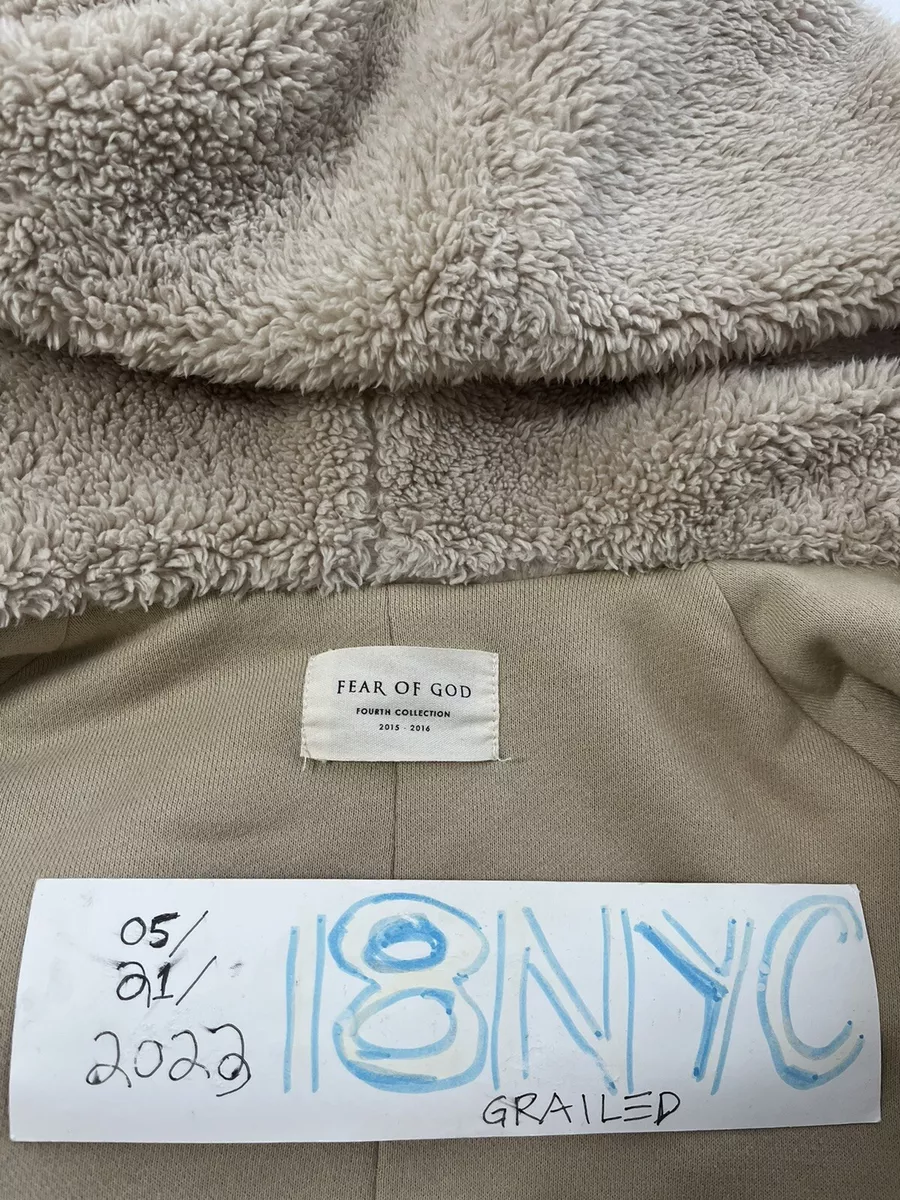 FEAR OF GOD
FOURTH COLLECTION
2015 - 2016
05/
21/
2022
18NYC
GRAILED